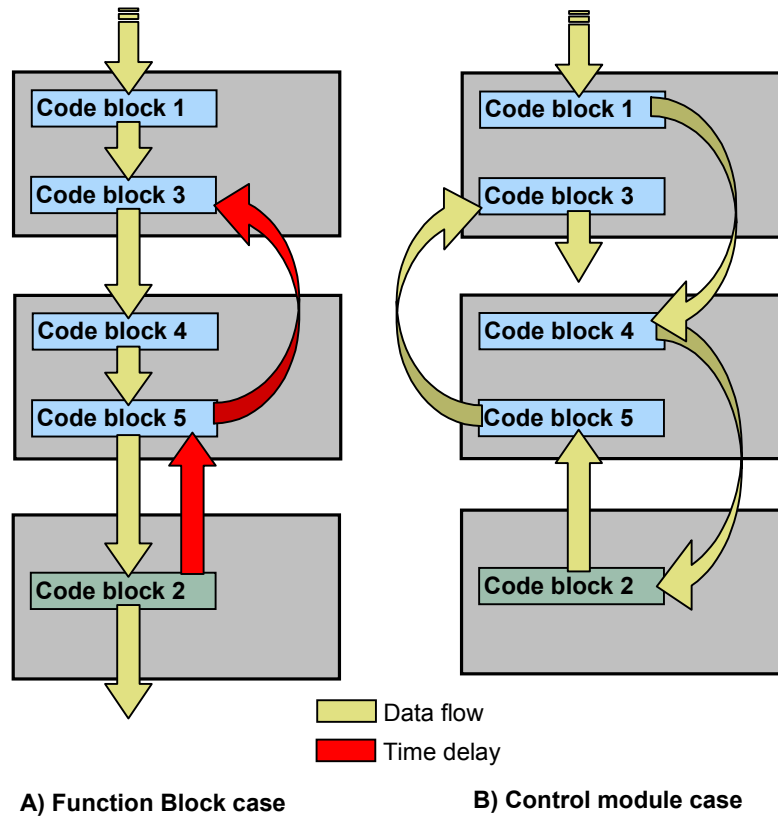 Code block 1
Code block 3
Code block 4
Code block 5
Code block 2
Code block 1
Code block 3
Code block 4
Code block 5
Code block 2
Data flow
Time delay
A) Function Block case
B) Control module case